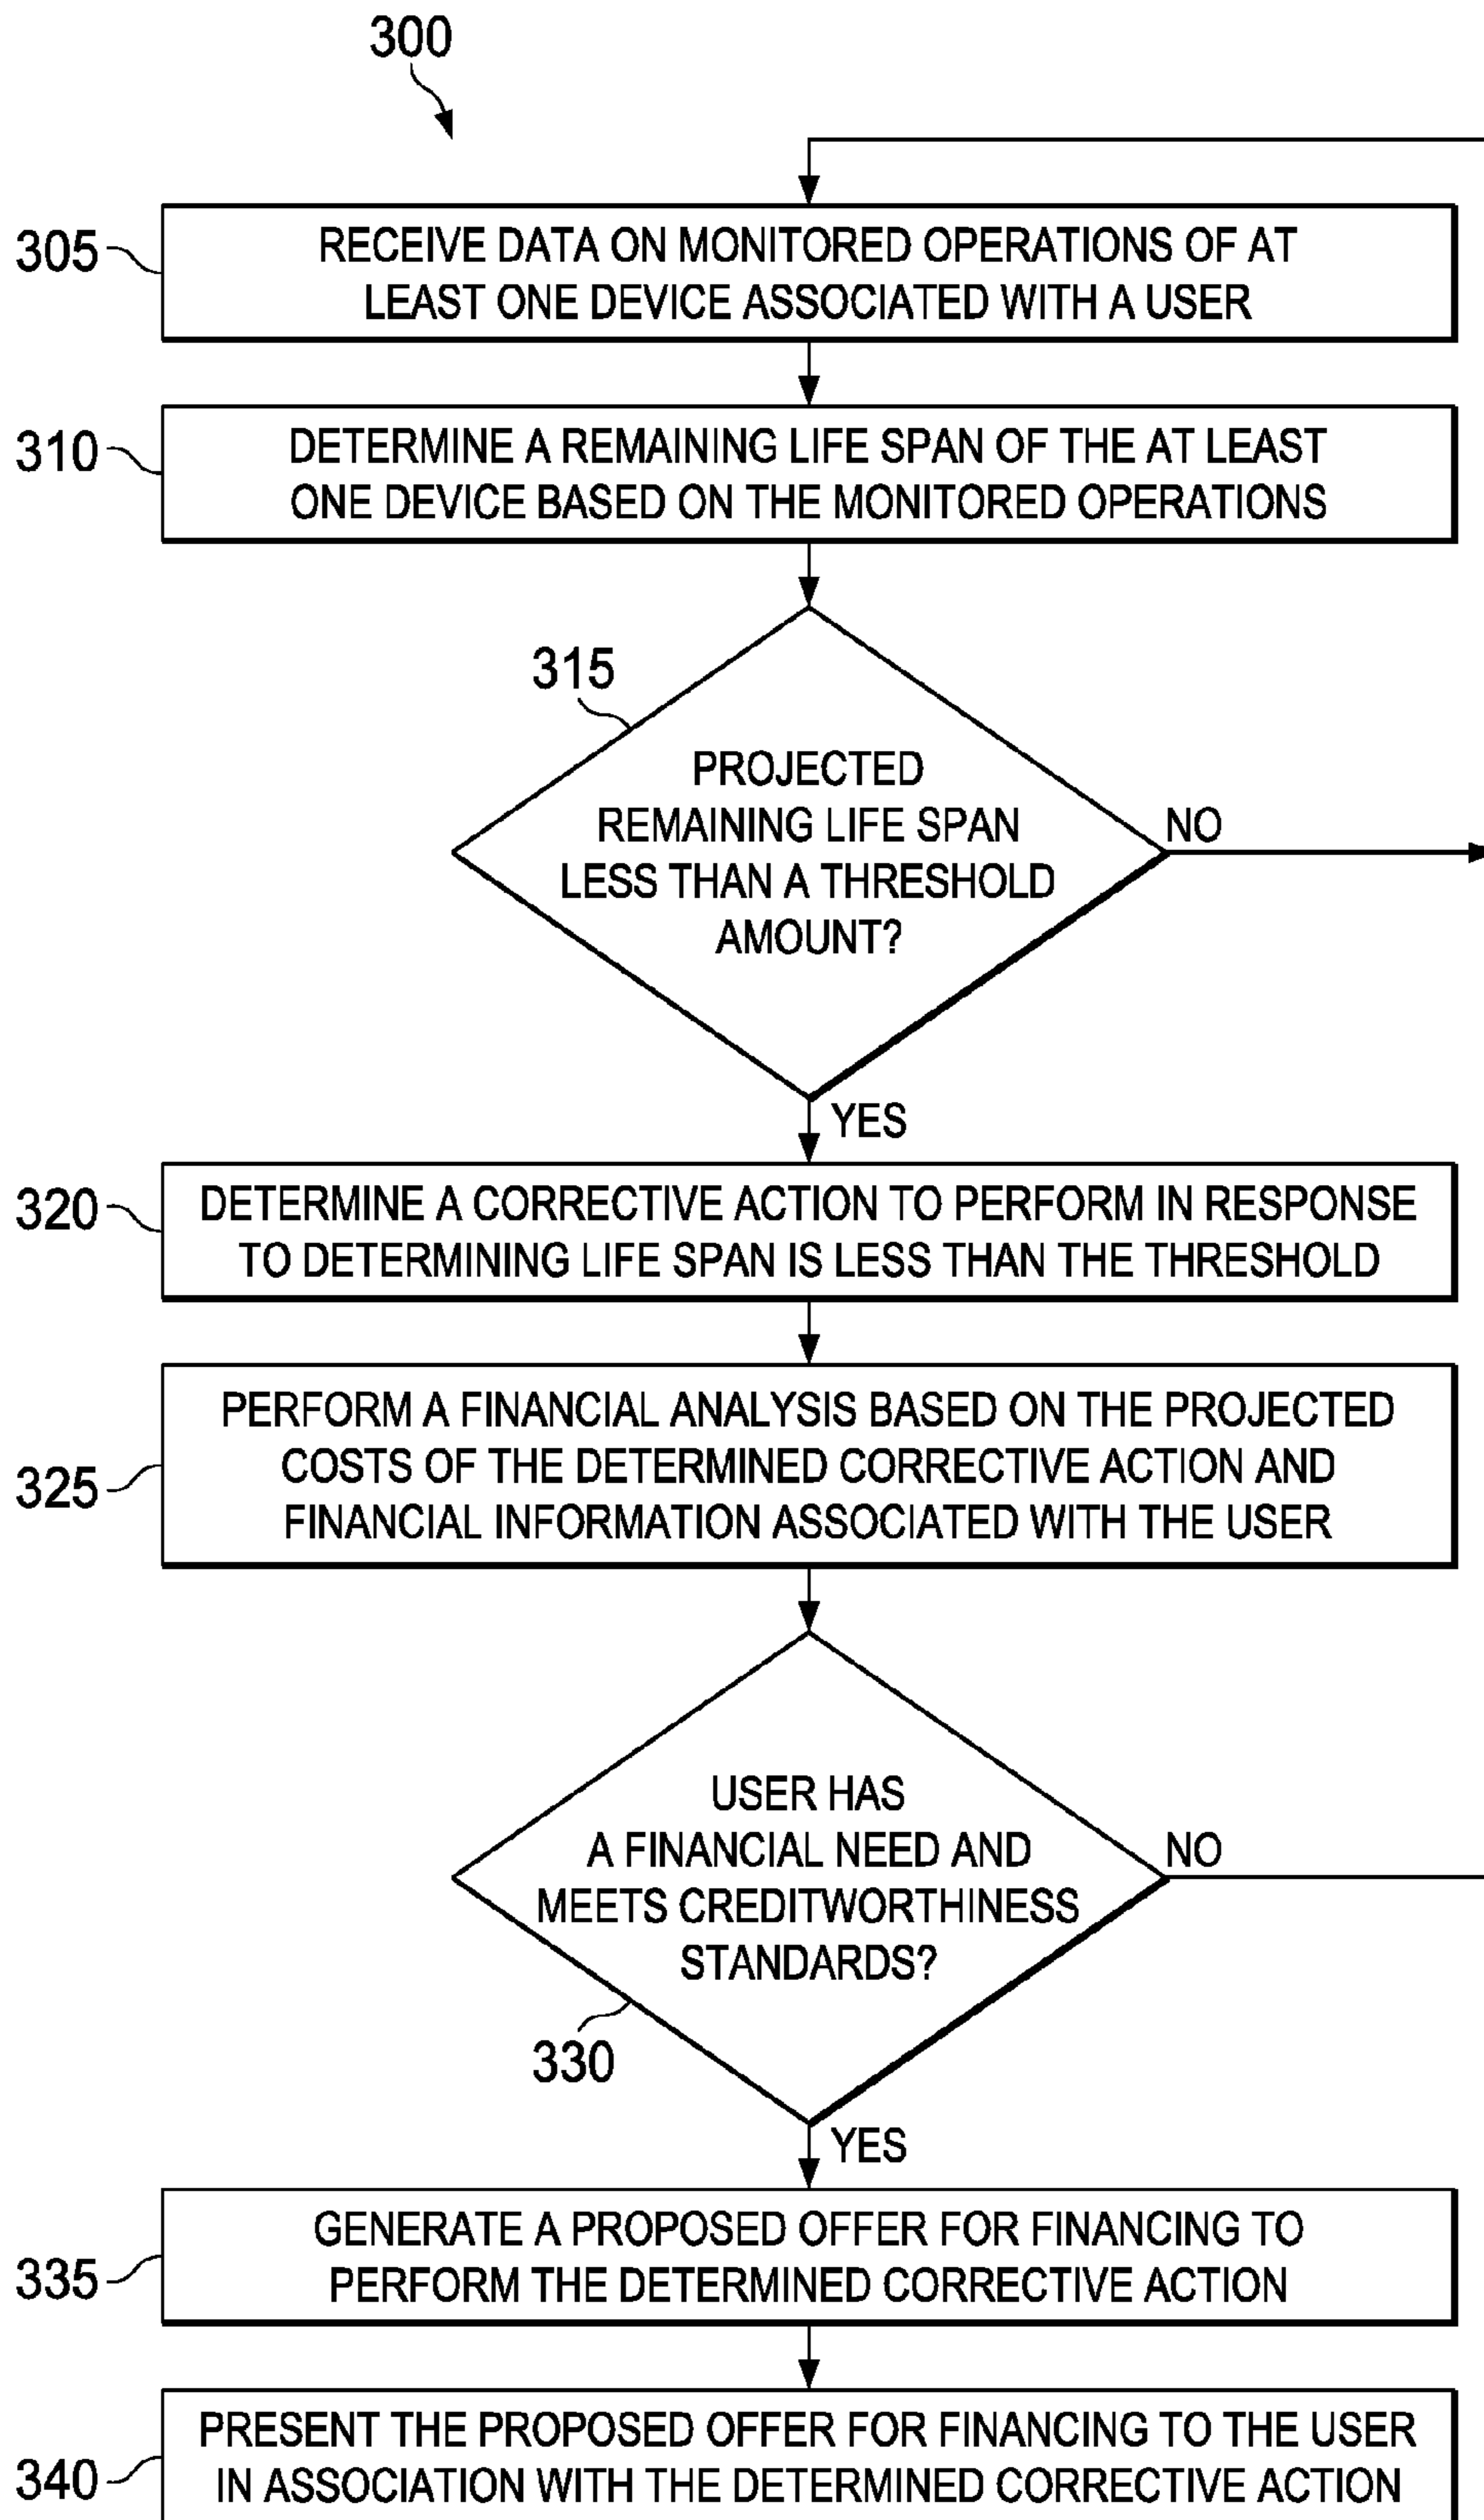 300
305
RECEIVE DATA ON MONITORED OPERATIONS OF AT
LEAST ONE DEVICE ASSOCIATED WITH A USER
310
DETERMINE A REMAINING LIFE SPAN OF THE AT LEAST
ONE DEVICE BASED ON THE MONITORED OPERATIONS
315
PROJECTED
REMAINING LIFE SPAN
LESS THAN A THRESHOLD
AMOUNT?
NO
YES
320
DETERMINE A CORRECTIVE ACTION TO PERFORM IN RESPONSE
TO DETERMINING LIFE SPAN IS LESS THAN THE THRESHOLD
325
PERFORM A FINANCIAL ANALYSIS BASED ON THE PROJECTED
COSTS OF THE DETERMINED CORRECTIVE ACTION AND
FINANCIAL INFORMATION ASSOCIATED WITH THE USER
USER HAS
A FINANCIAL NEED AND
MEETS CREDITWORTHINESS
STANDARDS?
NO
330
YES
335
GENERATE A PROPOSED OFFER FOR FINANCING TO
PERFORM THE DETERMINED CORRECTIVE ACTION
340
PRESENT THE PROPOSED OFFER FOR FINANCING TO THE USER
IN ASSOCIATION WITH THE DETERMINED CORRECTIVE ACTION